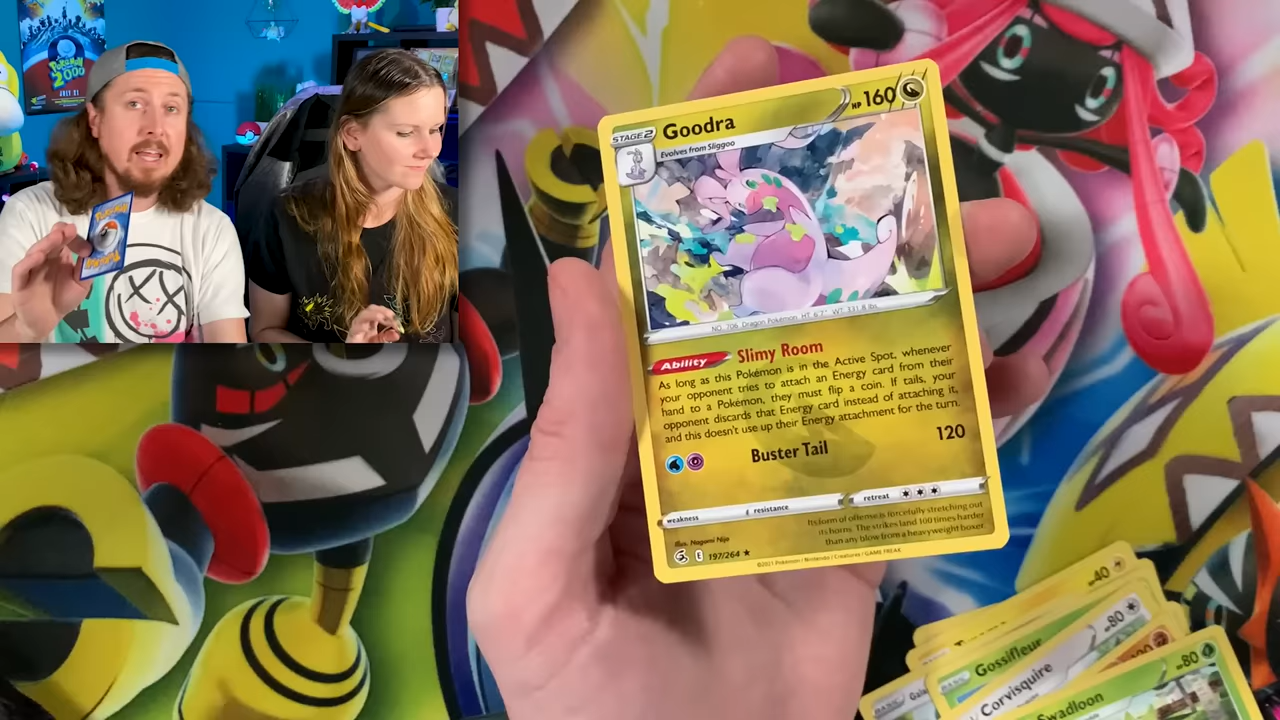 Pokémon
2000
JULY 21
STAGE 2
Goodra
HP 160
Evolves from Sliggoo
NO. 706 Dragon Pokémon HT: 6'7" WT: 331.8 lbs.
Ability
Slimy Room
As long as this Pokémon is in the Active Spot, whenever
your opponent tries to attach an Energy card from their
hand to a Pokémon, they must flip a coin. If tails, your
opponent discards that Energy card instead of attaching it,
and this doesn't use up their Energy attachment for the turn.
Buster Tail
120
weakness
resistance
retreat
Its form of offense is forcefully stretching out
its horns. The strikes land 100 times harder
than any blow from a heavyweight boxer.
Illus. Nagomi Nijo
E
197/264
©2021 Pokémon / Nintendo / Creatures / GAME FREAK
40
BASIC
Gossifleur
HP 80
Corvisquire
Swadloon
HP 80